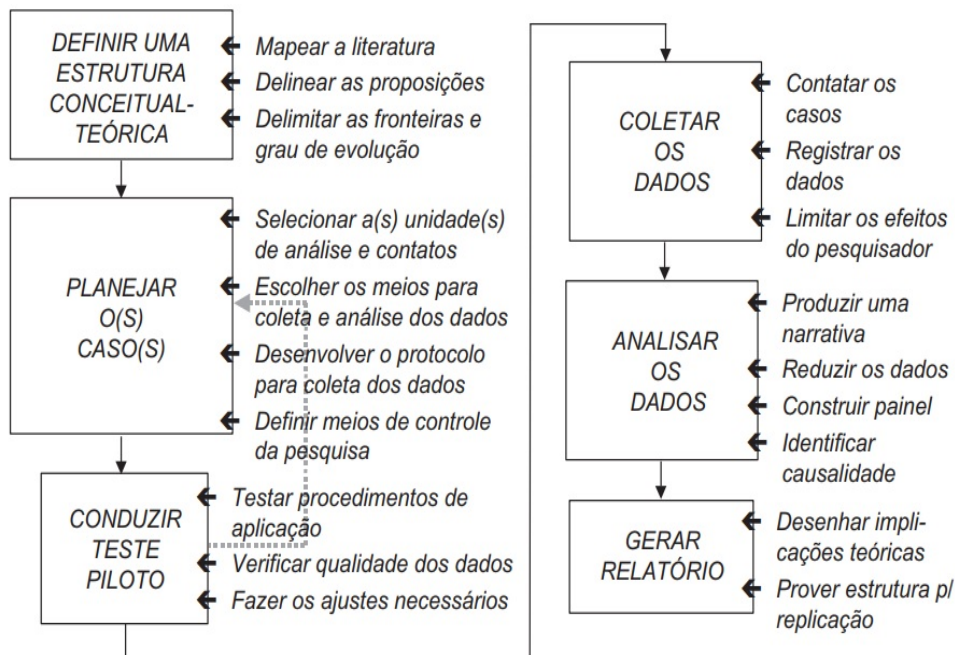 DEFINIR UMA
ESTRUTURA
CONCEITUAL-
TEÓRICA
Mapear a literatura
Delinear as proposições
Delimitar as fronteiras e
grau de evolução
PLANEJAR
O(S)
CASO(S)
Selecionar a(s) unidade(s)
de análise e contatos
Escolher os meios para
coleta e análise dos dados
Desenvolver o protocolo
para coleta dos dados
Definir meios de controle
da pesquisa
CONDUZIR
TESTE
PILOTO
Testar procedimentos de
aplicação
Verificar qualidade dos dados
Fazer os ajustes necessários
COLETAR
OS
DADOS
Contatar os
casos
Registrar os
dados
Limitar os efeitos
do pesquisador
ANALISAR
OS
DADOS
Produzir uma
narrativa
Reduzir os dados
Construir painel
Identificar
causalidade
GERAR
RELATÓRIO
Desenhar impli-
cações teóricas
Prover estrutura p/
replicação